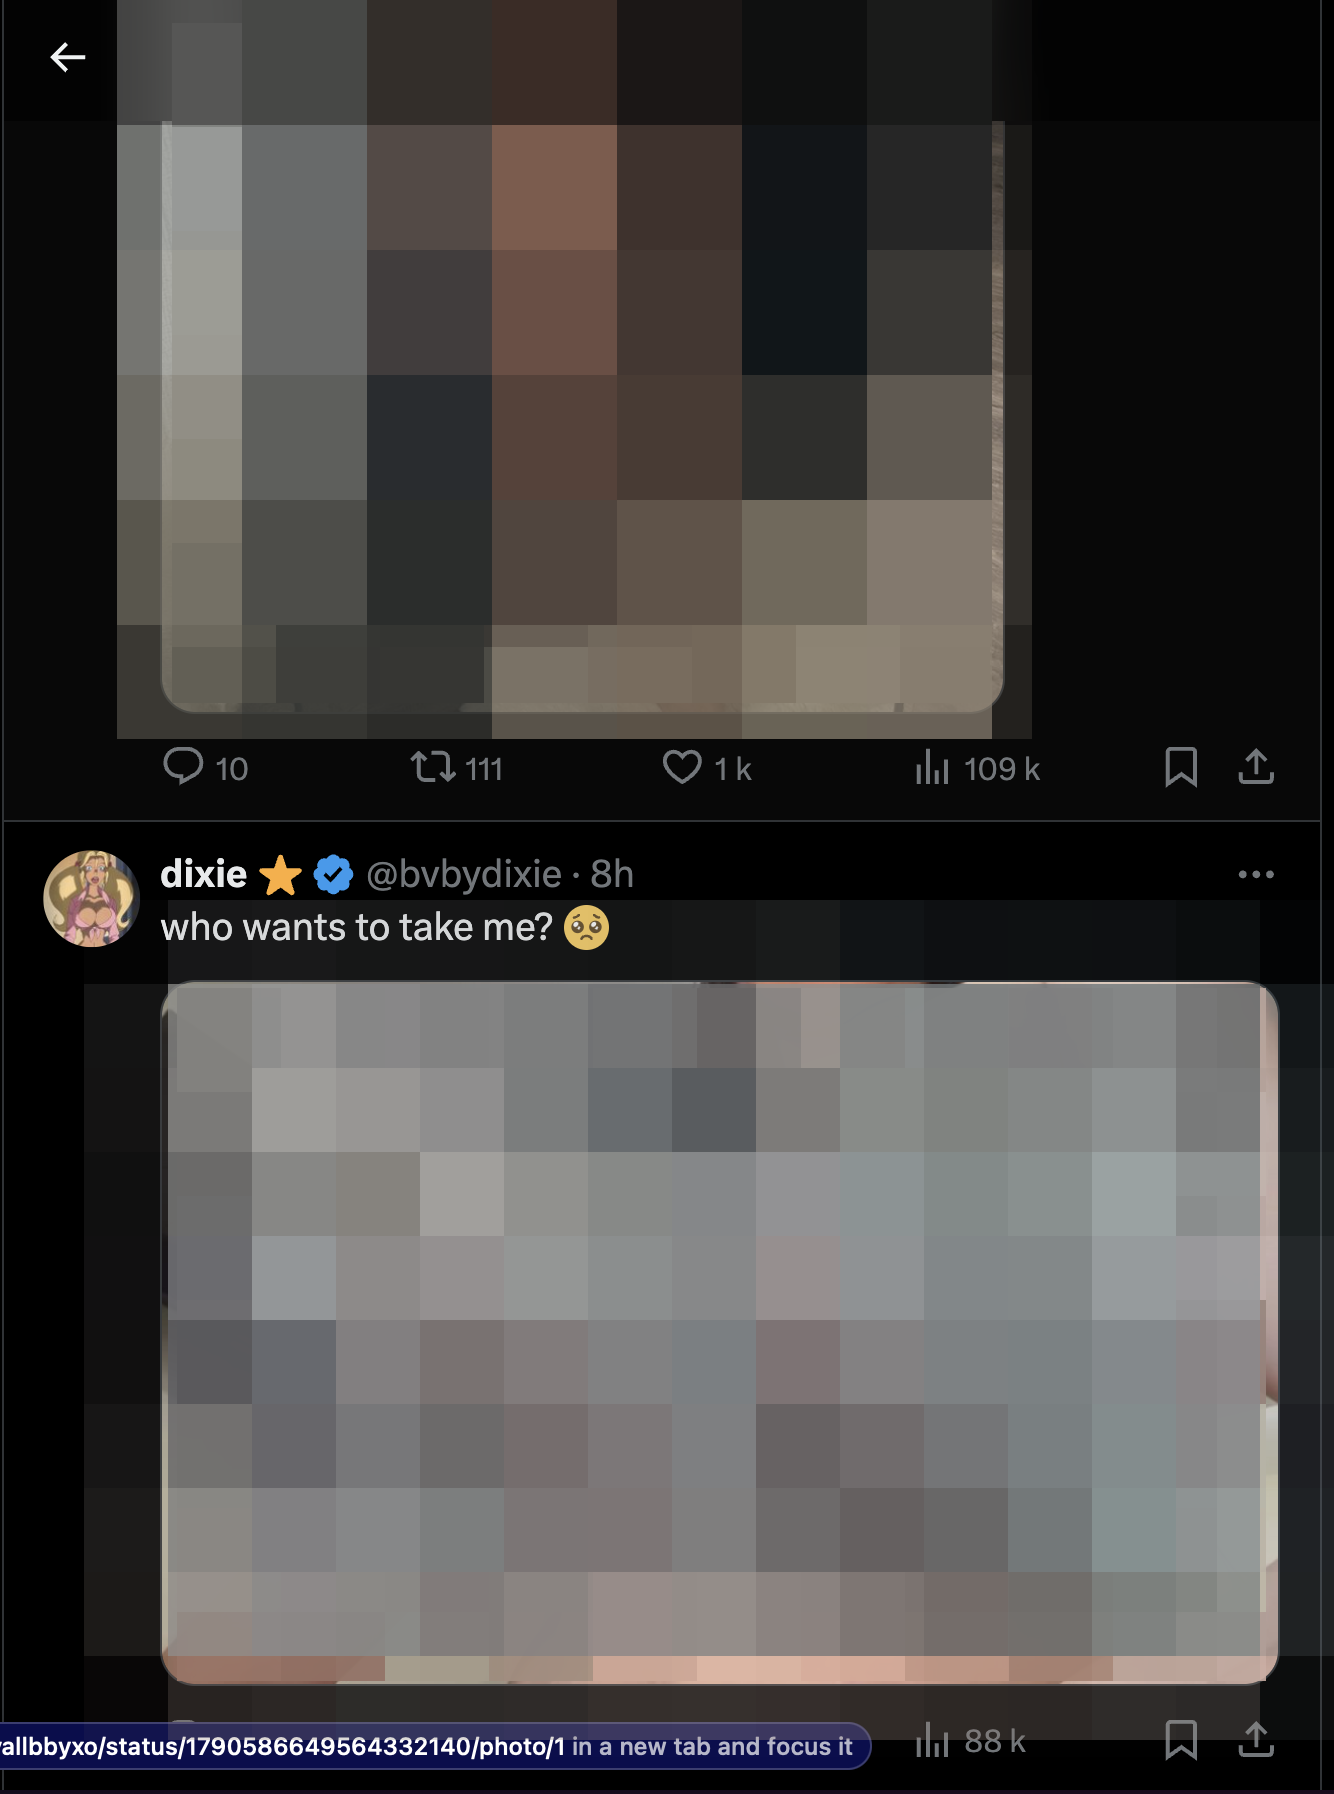 10 111 1 k 109 k
dixie @bvbydixie · 8h
who wants to take me? 🥺
88 k
allbbyxo/status/1790586649564332140/photo/1 in a new tab and focus it